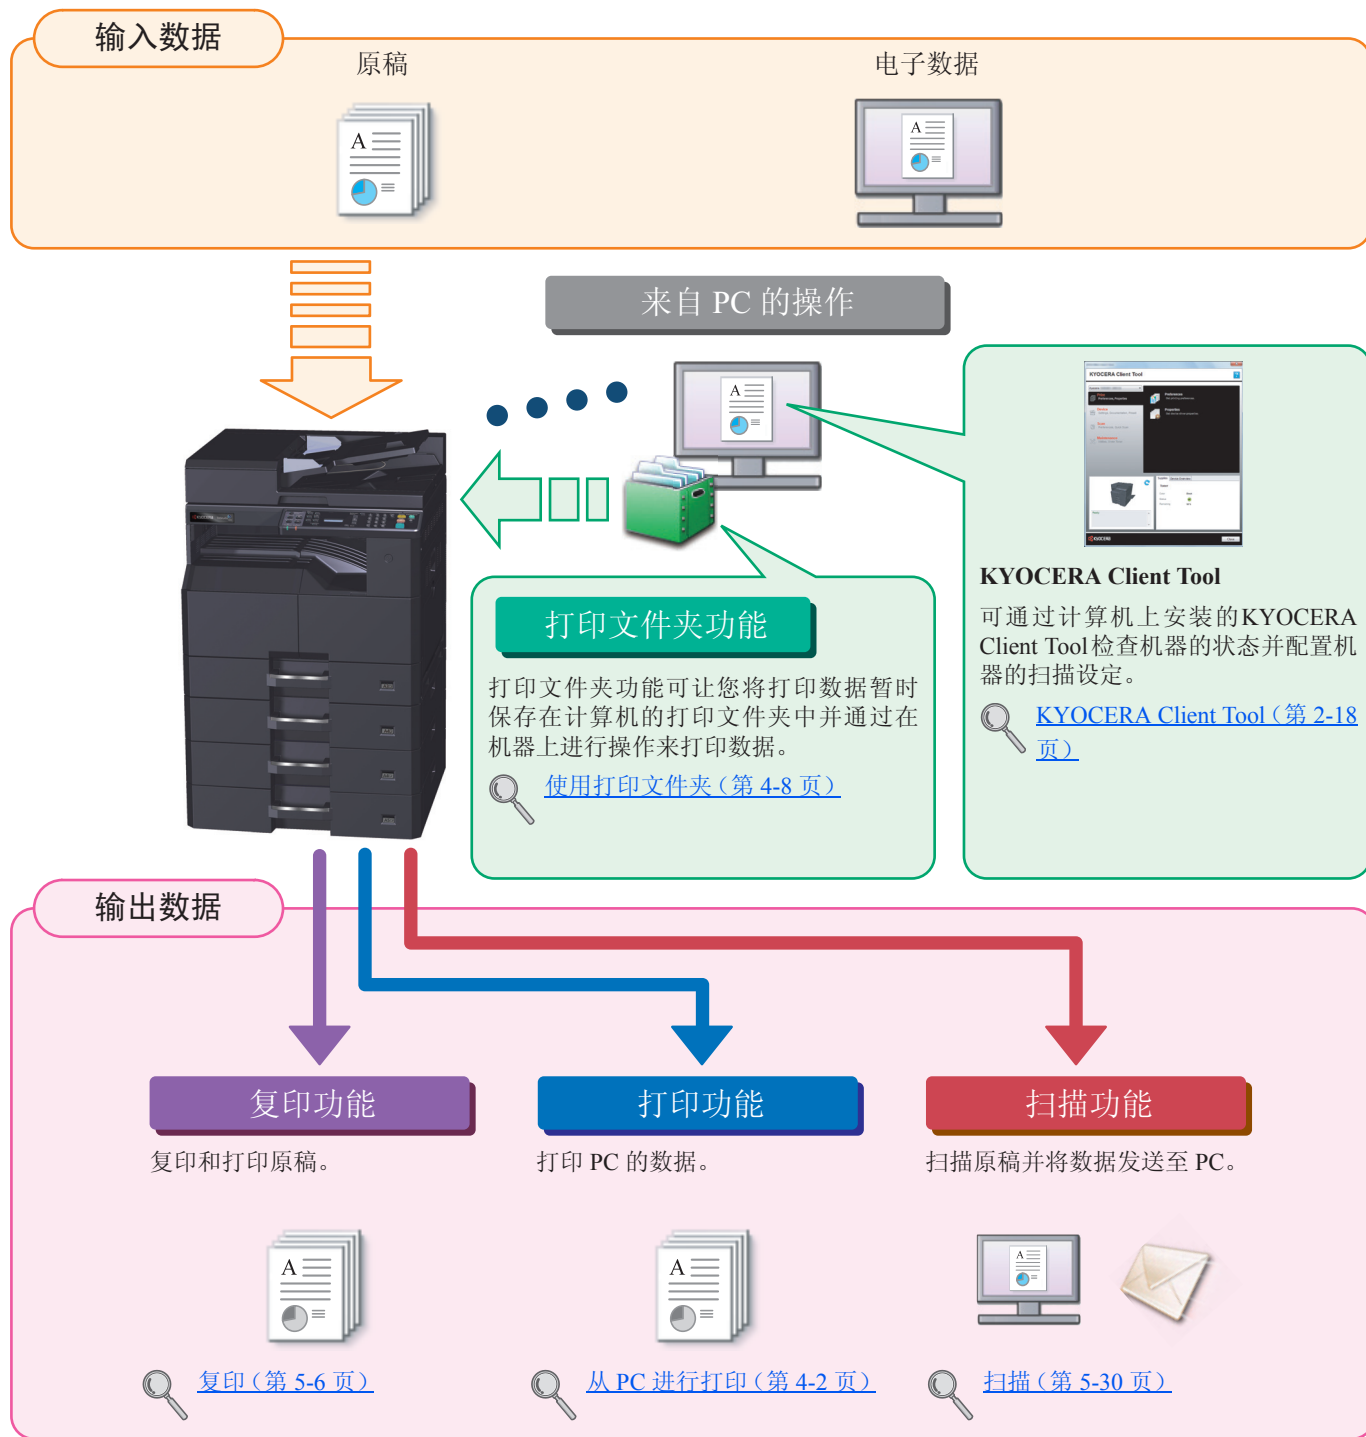 输入数据
原稿
电子数据
来自 PC 的操作
KYOCERA Client Tool
KYOCERA Client Tool
可通过计算机上安装的KYOCERA
Client Tool检查机器的状态并配置机
器的扫描设定。
KYOCERA Client Tool（第 2-18
页）
打印文件夹功能
打印文件夹功能可让您将打印数据暂时
保存在计算机的打印文件夹中并通过在
机器上进行操作来打印数据。
使用打印文件夹（第 4-8 页）
输出数据
复印功能
复印和打印原稿。
复印（第 5-6 页）
打印功能
打印 PC 的数据。
从 PC 进行打印（第 4-2 页）
扫描功能
扫描原稿并将数据发送至 PC。
扫描（第 5-30 页）